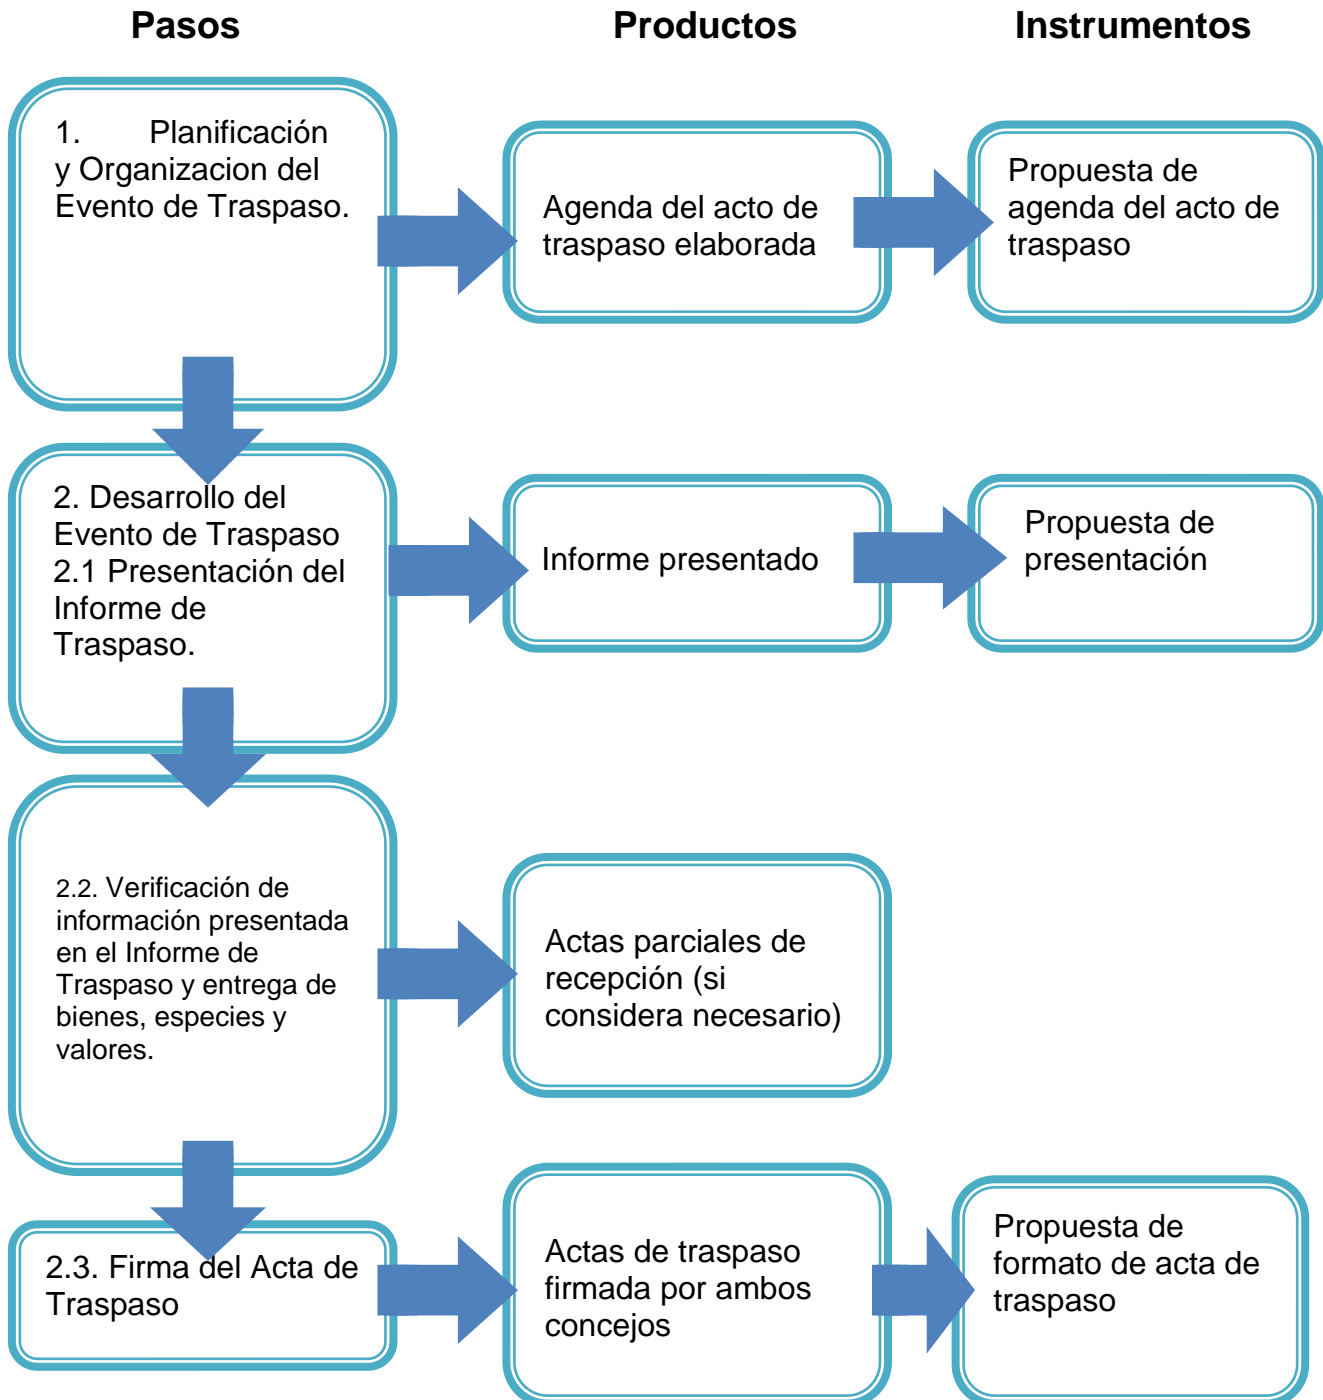 Pasos
Productos
Instrumentos
1. Planificación
y Organizacion del
Evento de Traspaso.
Agenda del acto de
traspaso elaborada
Propuesta de
agenda del acto de
traspaso
2. Desarrollo del
Evento de Traspaso
2.1 Presentación del
Informe de
Traspaso.
Informe presentado
Propuesta de
presentación
2.2. Verificación de
información presentada
en el Informe de
Traspaso y entrega de
bienes, especies y
valores.
Actas parciales de
recepción (si
considera necesario)
2.3. Firma del Acta de
Traspaso
Actas de traspaso
firmada por ambos
concejos
Propuesta de
formato de acta de
traspaso